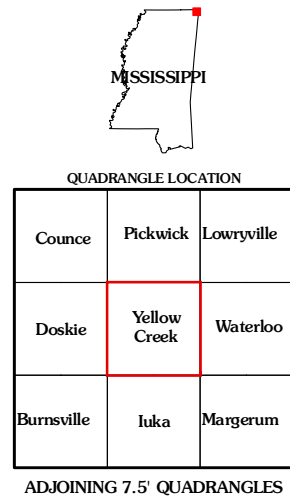 MISSISSIPPI
QUADRANGLE LOCATION
Counce Pickwick Lowryville
Doskie Yellow Creek Waterloo
Burnsville Iuka Margerum
ADJOINING 7.5' QUADRANGLES